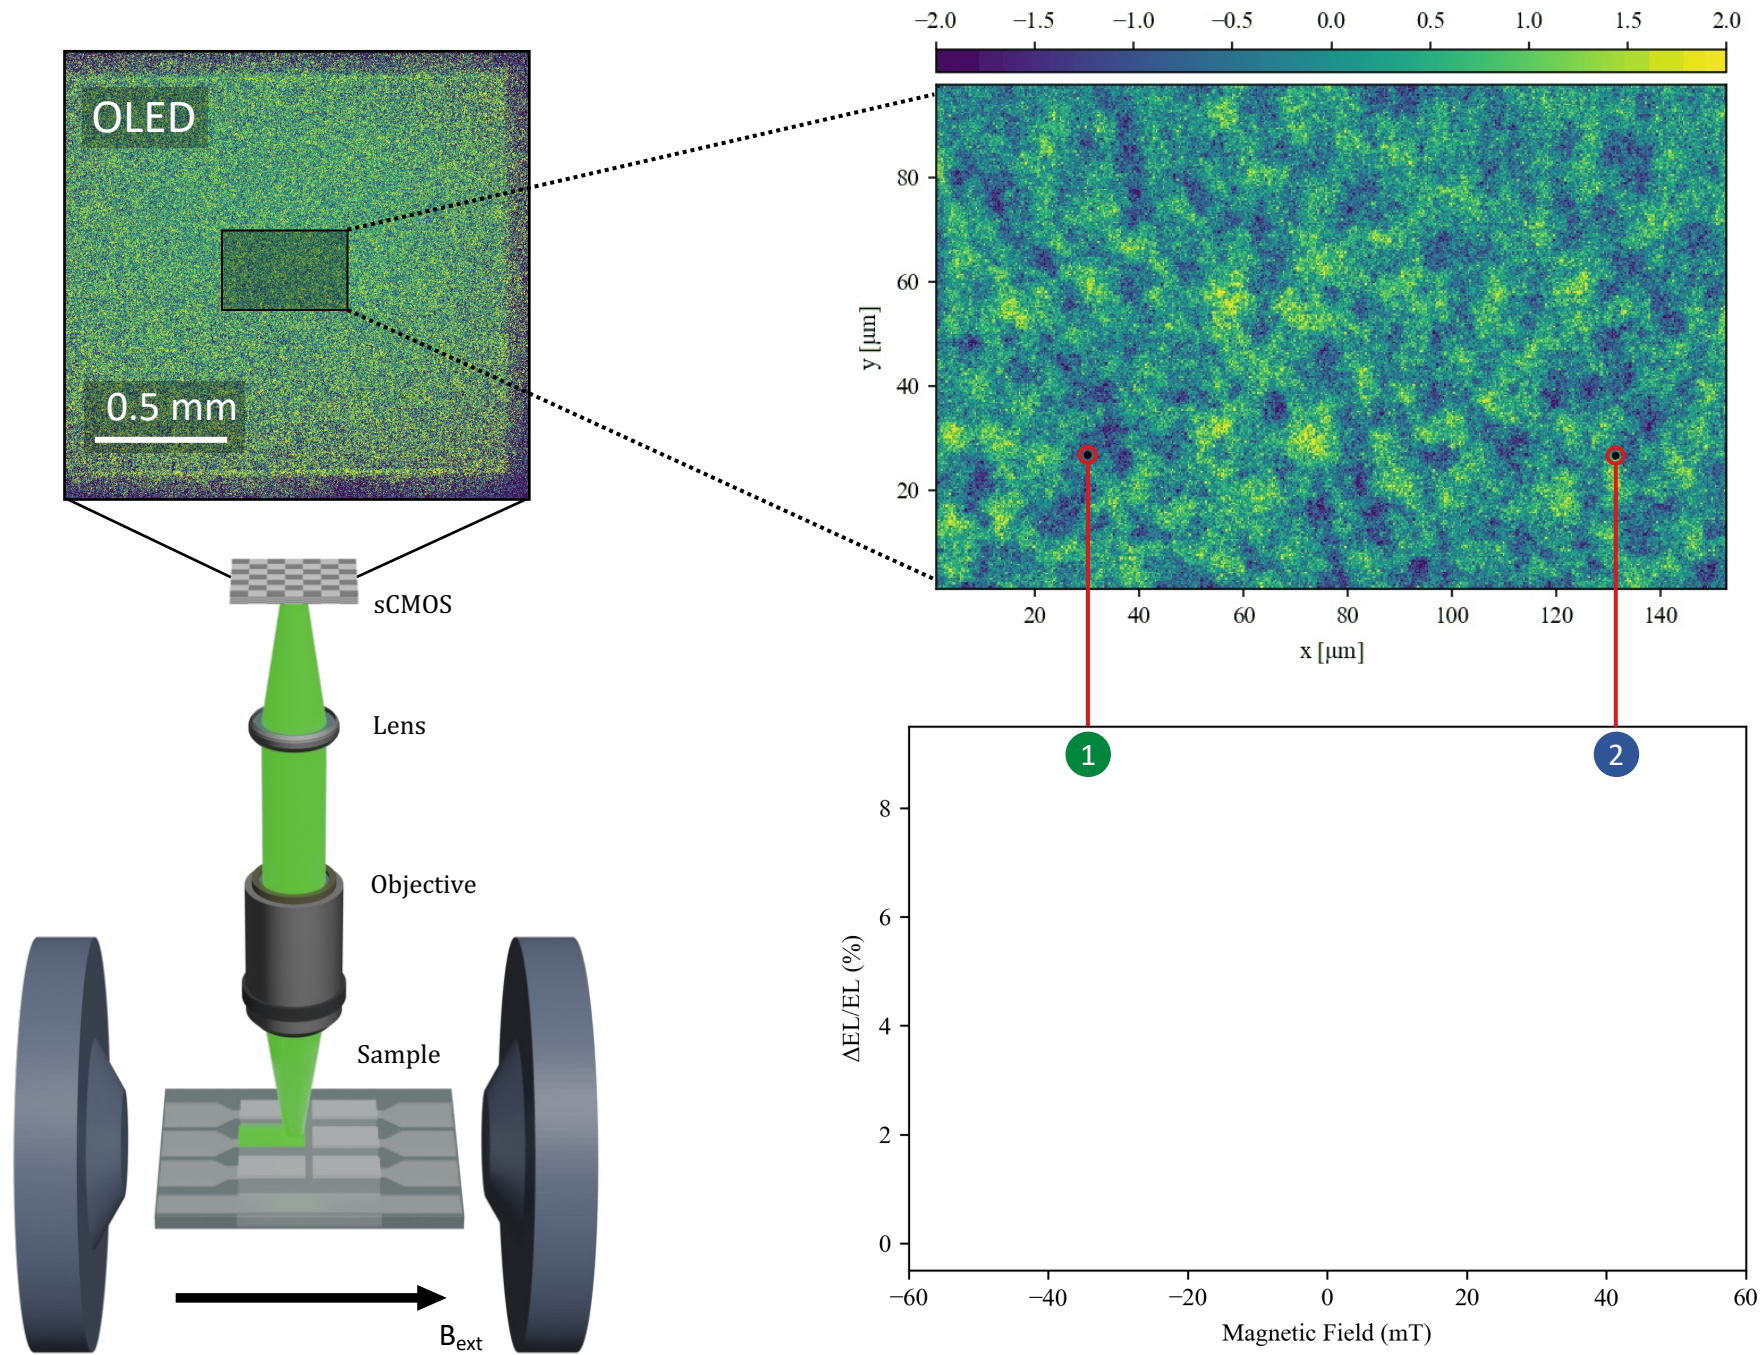 OLED
0.5 mm
sCMOS
Lens
Objective
Sample
Bext
−2.0 −1.5 −1.0 −0.5 0.0 0.5 1.0 1.5 2.0
80
60
40
20
y [μm]
20 40 60 80 100 120 140
x [μm]
1 2
8
6
4
2
0
ΔEL/EL (%)
−60 −40 −20 0 20 40 60
Magnetic Field (mT)